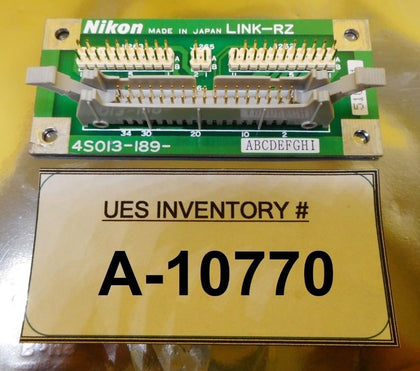 Nikon MADE IN JAPAN LINK-RZ
34 30 20 10 2
4S013-189- ABCDEFGHI
UES INVENTORY #
A-10770